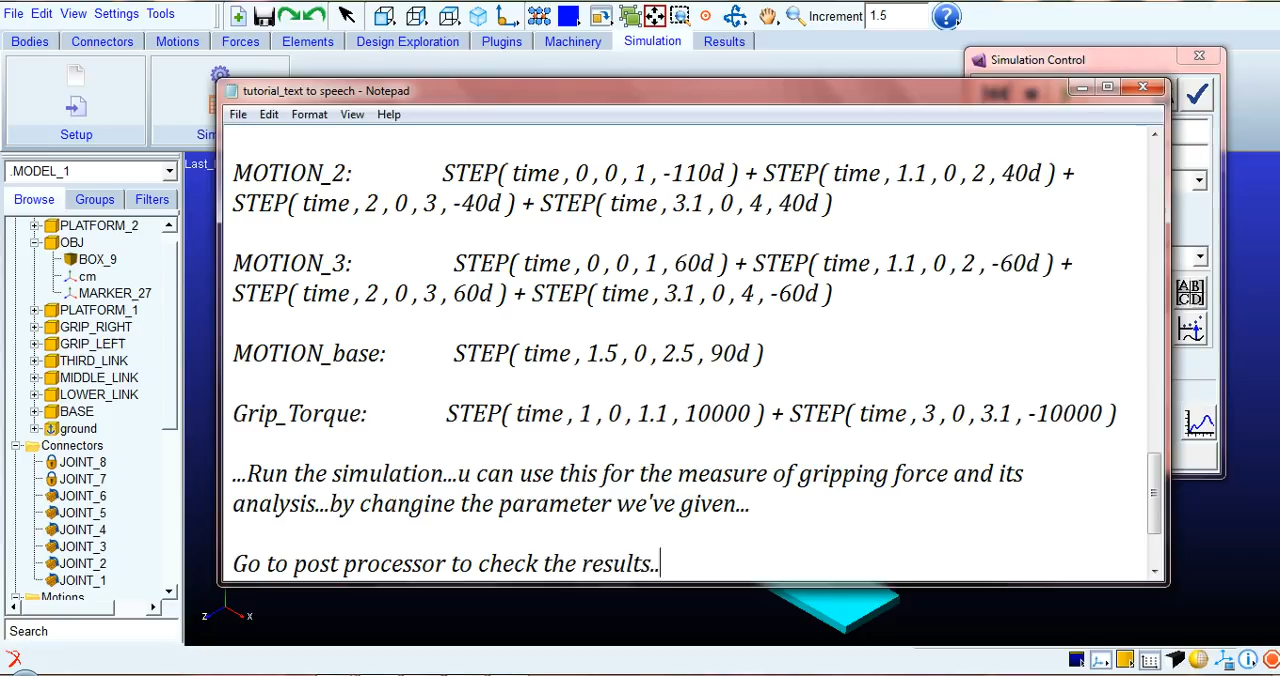 File Edit View Settings Tools
Increment 1.5
Bodies Connectors Motions Forces Elements Design Exploration Plugins Machinery Simulation Results
Simulation Control
Setup
tutorial_text to speech - Notepad
File Edit Format View Help
Last_
.MODEL_1
Browse Groups Filters
PLATFORM_2
OBJ
BOX_9
cm
MARKER_27
PLATFORM_1
GRIP_RIGHT
GRIP_LEFT
THIRD_LINK
MIDDLE_LINK
LOWER_LINK
BASE
ground
Connectors
JOINT_8
JOINT_7
JOINT_6
JOINT_5
JOINT_4
JOINT_3
JOINT_2
JOINT_1
Motions
Search
MOTION_2: STEP( time , 0 , 0 , 1 , -110d ) + STEP( time , 1.1 , 0 , 2 , 40d ) +
STEP( time , 2 , 0 , 3 , -40d ) + STEP( time , 3.1 , 0 , 4 , 40d )
MOTION_3: STEP( time , 0 , 0 , 1 , 60d ) + STEP( time , 1.1 , 0 , 2 , -60d ) +
STEP( time , 2 , 0 , 3 , 60d ) + STEP( time , 3.1 , 0 , 4 , -60d )
MOTION_base: STEP( time , 1.5 , 0 , 2.5 , 90d )
Grip_Torque: STEP( time , 1 , 0 , 1.1 , 10000 ) + STEP( time , 3 , 0 , 3.1 , -10000 )
...Run the simulation...u can use this for the measure of gripping force and its
analysis...by changine the parameter we've given...
Go to post processor to check the results..
AB
CD
z x